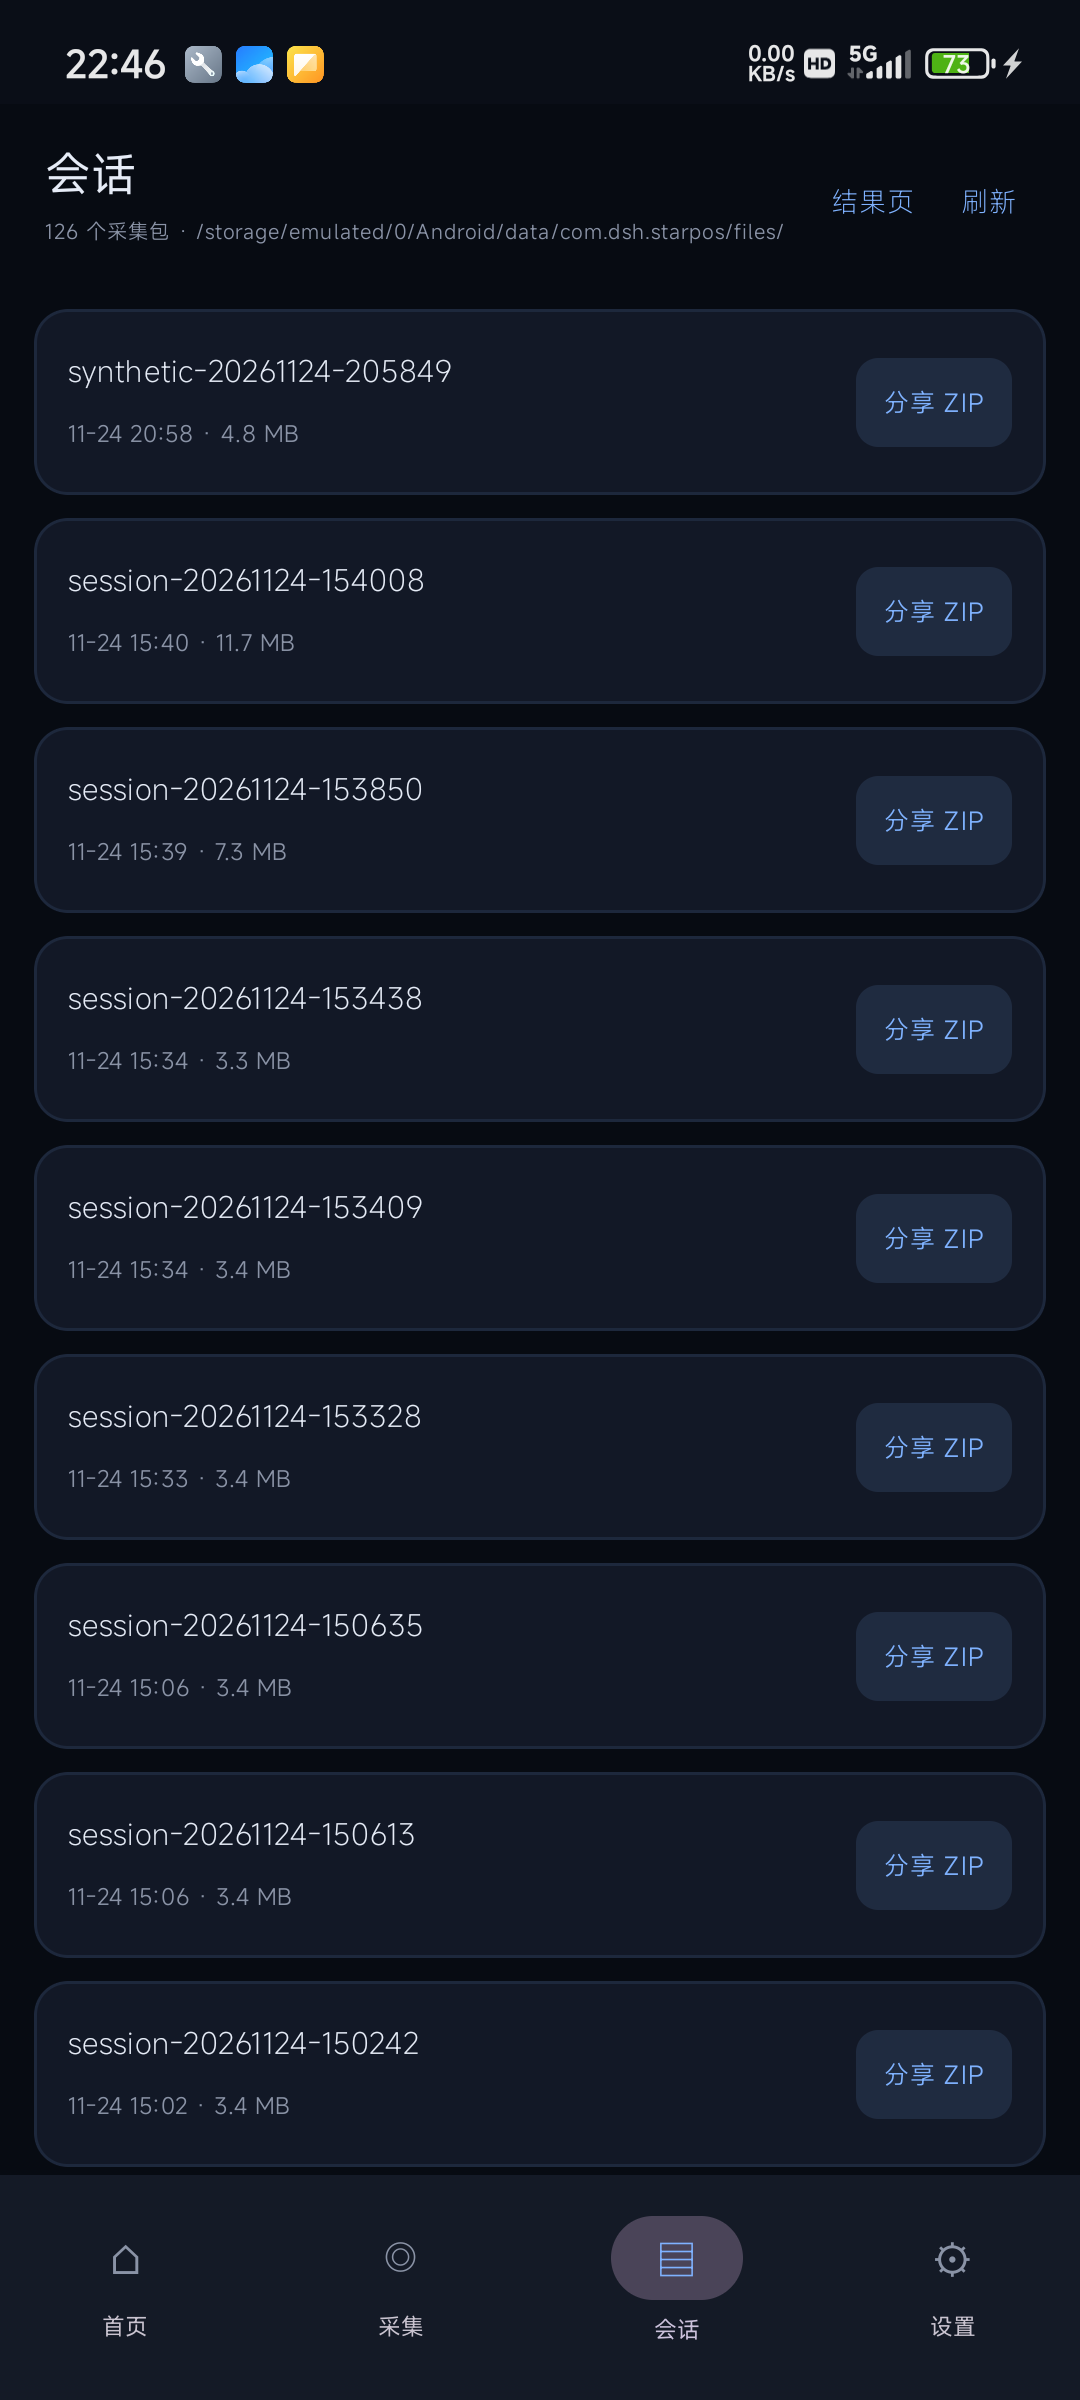 22:46 0.00 KB/s HD 5G 73
会话
结果页 刷新
126 个采集包 · /storage/emulated/0/Android/data/com.dsh.starpos/files/
synthetic-20261124-205849
11-24 20:58 · 4.8 MB
分享 ZIP
session-20261124-154008
11-24 15:40 · 11.7 MB
分享 ZIP
session-20261124-153850
11-24 15:39 · 7.3 MB
分享 ZIP
session-20261124-153438
11-24 15:34 · 3.3 MB
分享 ZIP
session-20261124-153409
11-24 15:34 · 3.4 MB
分享 ZIP
session-20261124-153328
11-24 15:33 · 3.4 MB
分享 ZIP
session-20261124-150635
11-24 15:06 · 3.4 MB
分享 ZIP
session-20261124-150613
11-24 15:06 · 3.4 MB
分享 ZIP
session-20261124-150242
11-24 15:02 · 3.4 MB
分享 ZIP
首页 采集 会话 设置